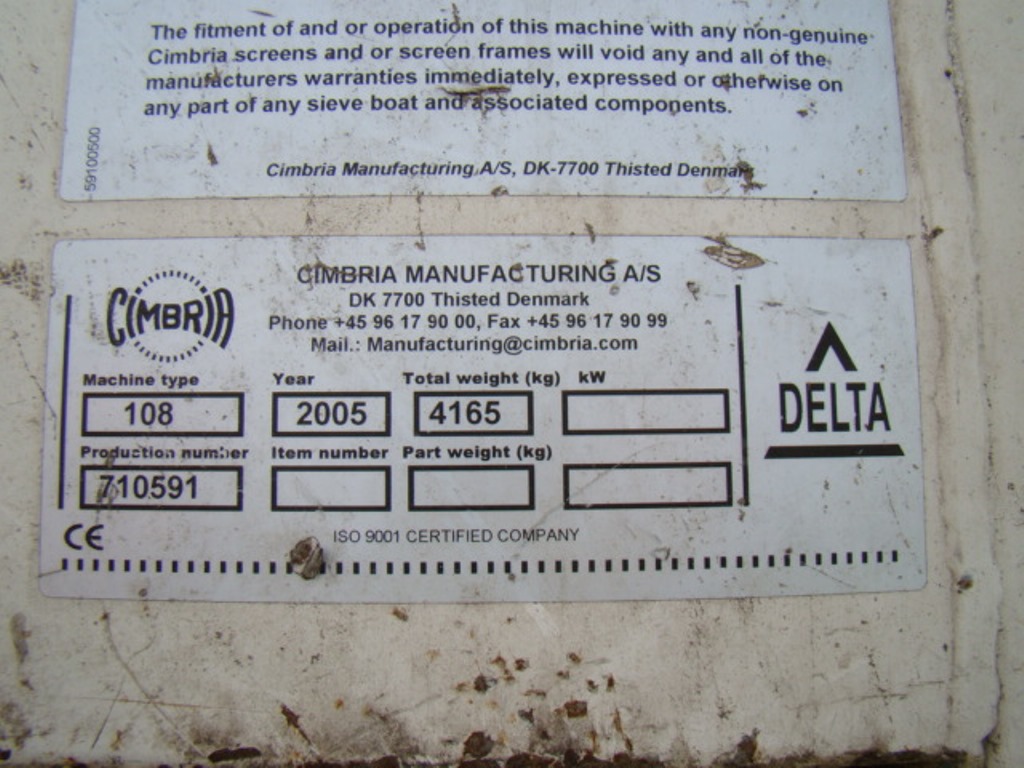 The fitment of and or operation of this machine with any non-genuine
Cimbria screens and or screen frames will void any and all of the
manufacturers warranties immediately, expressed or otherwise on
any part of any sieve boat and associated components.
59100500
Cimbria Manufacturing A/S, DK-7700 Thisted Denmark
CIMBRIA
CIMBRIA MANUFACTURING A/S
DK 7700 Thisted Denmark
Phone +45 96 17 90 00, Fax +45 96 17 90 99
Mail.: Manufacturing@cimbria.com
DELTA
Machine type Year Total weight (kg) kW
108 2005 4165
Production number Item number Part weight (kg)
710591
CE ISO 9001 CERTIFIED COMPANY